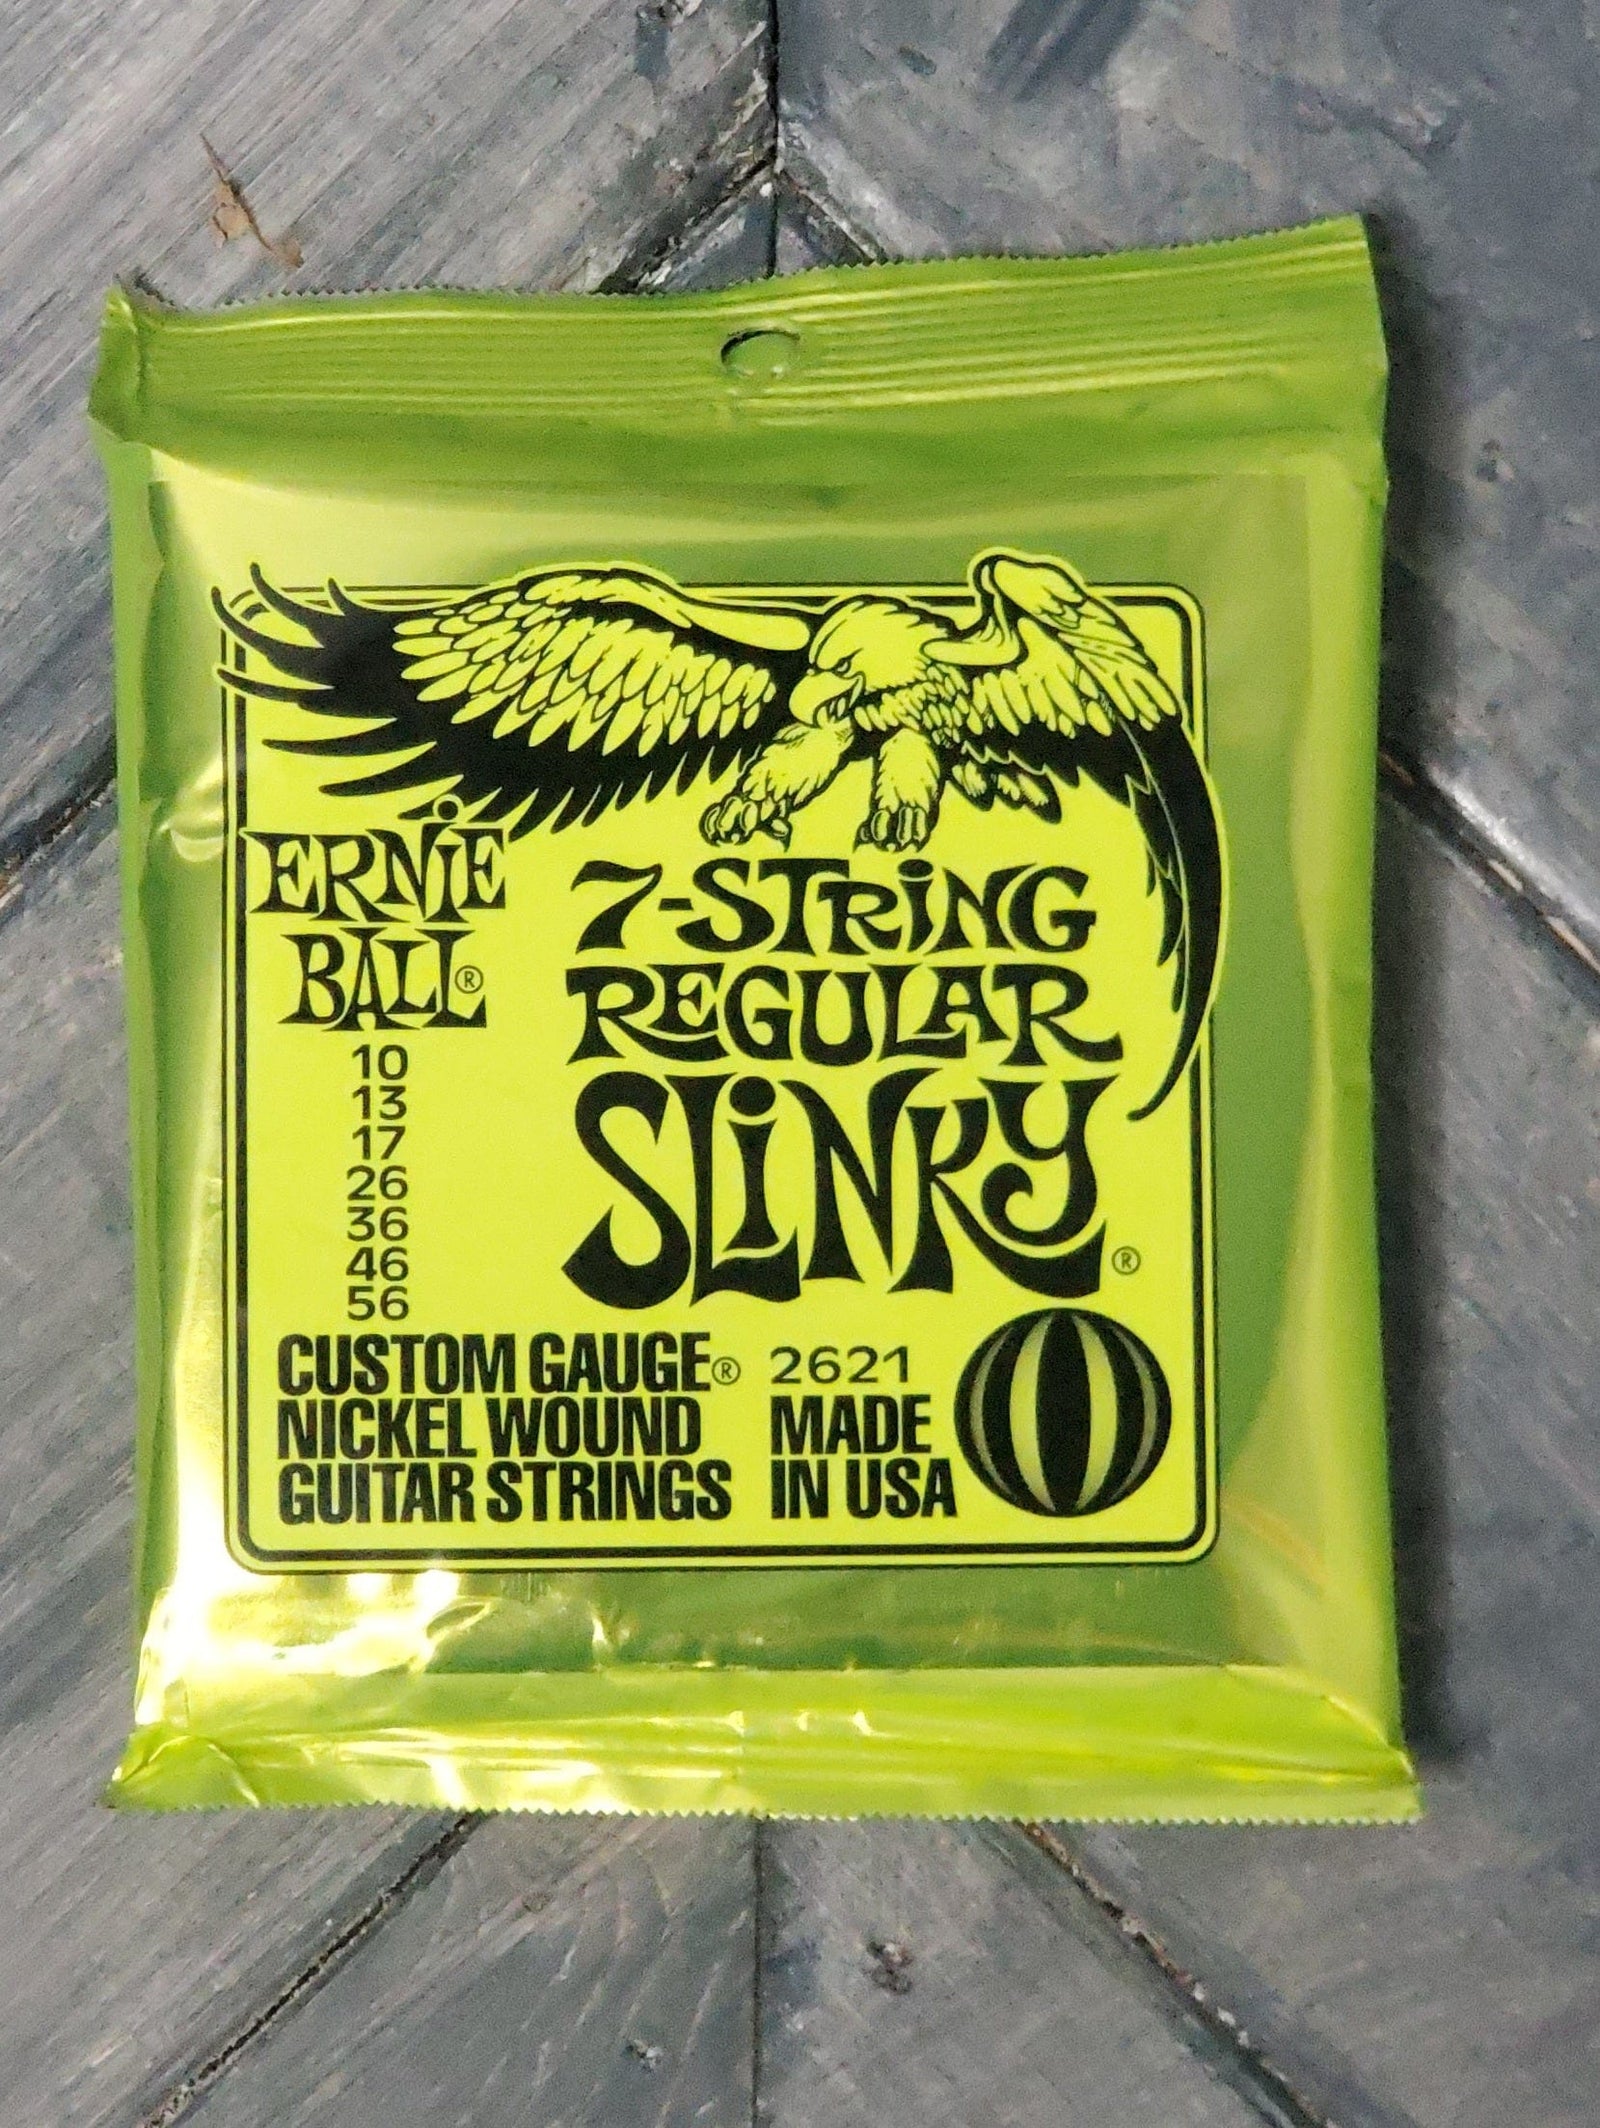 ERNiE
BALL®
10
13
17
26
36
46
56
7-STRiNG
REGULAR
SLiNKY®
CUSTOM GAUGE®
NICKEL WOUND
GUITAR STRINGS
2621
MADE
IN USA